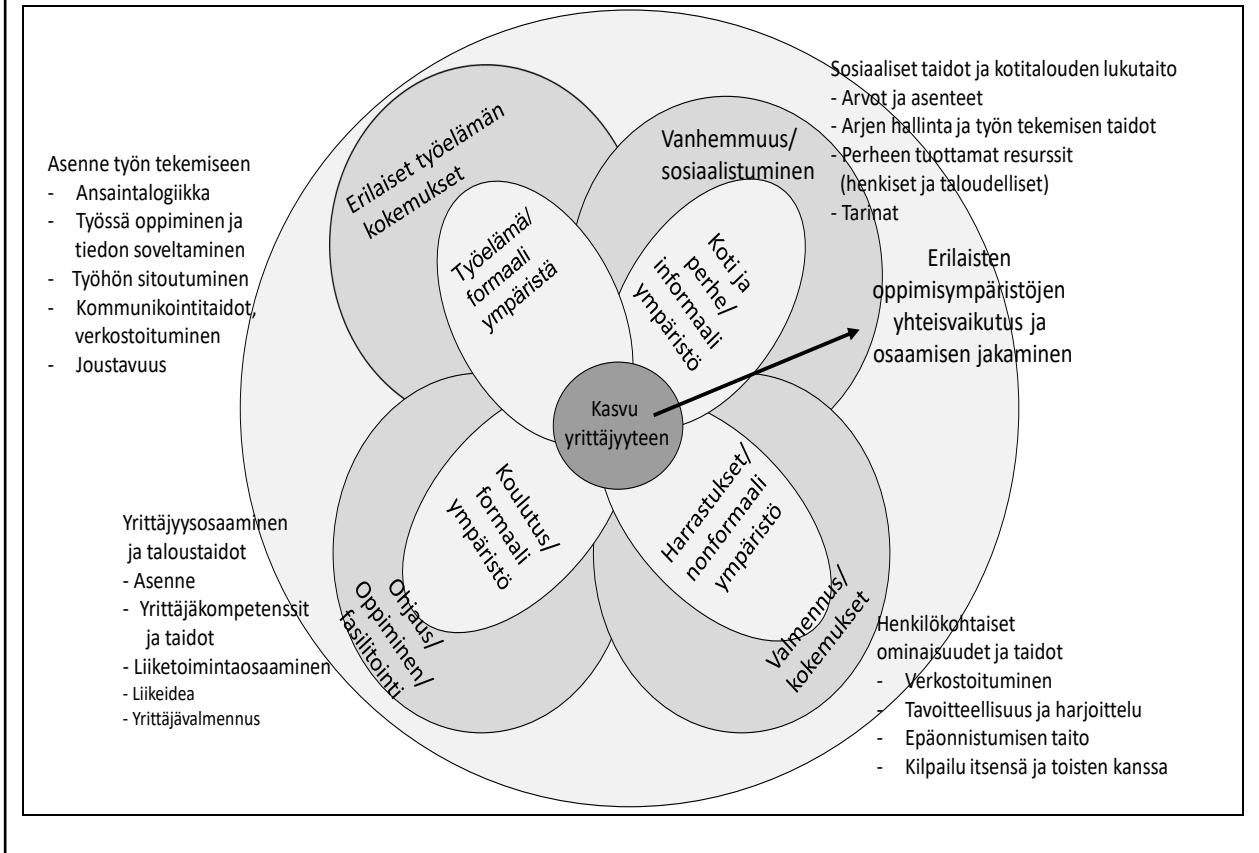 Asenne työn tekemiseen
- Ansaintalogiikka
- Työssä oppiminen ja
tiedon soveltaminen
- Työhön sitoutuminen
- Kommunikointitaidot,
verkostoituminen
- Joustavuus
Erilaiset työelämän
kokemukset
Työelämä/
formaali
ympäristä
Vanhemmuus/
sosiaalistuminen
Koti ja
perhe/
informaali
ympäristö
Sosiaaliset taidot ja kotitalouden lukutaito
- Arvot ja asenteet
- Arjen hallinta ja työn tekemisen taidot
- Perheen tuottamat resurssit
(henkiset ja taloudelliset)
- Tarinat
Erilaisten
oppimisympäristöjen
yhteisvaikutus ja
osaamisen jakaminen
Kasvu
yrittäjyyteen
Yrittäjyysosaaminen
ja taloustaidot
- Asenne
- Yrittäjäkompetenssit
ja taidot
- Liiketoimintaosaaminen
- Liikeidea
- Yrittäjävalmennus
Koulutus/
formaali
ympäristö
Ohjaus/
Oppiminen/
fasilitointi
Harrastukset/
nonformaali
ympäristö
Valmennus/
kokemukset
Henkilökohtaiset
ominaisuudet ja taidot
- Verkostoituminen
- Tavoitteellisuus ja harjoittelu
- Epäonnistumisen taito
- Kilpailu itsensä ja toisten kanssa